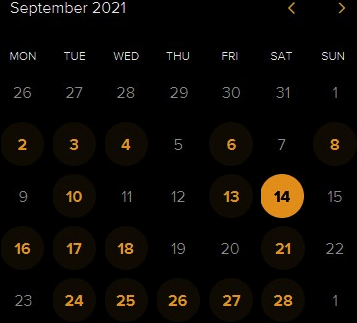 September 2021
MON TUE WED THU FRI SAT SUN
26 27 28 29 30 31 1
2 3 4 5 6 7 8
9 10 11 12 13 14 15
16 17 18 19 20 21 22
23 24 25 26 27 28 1